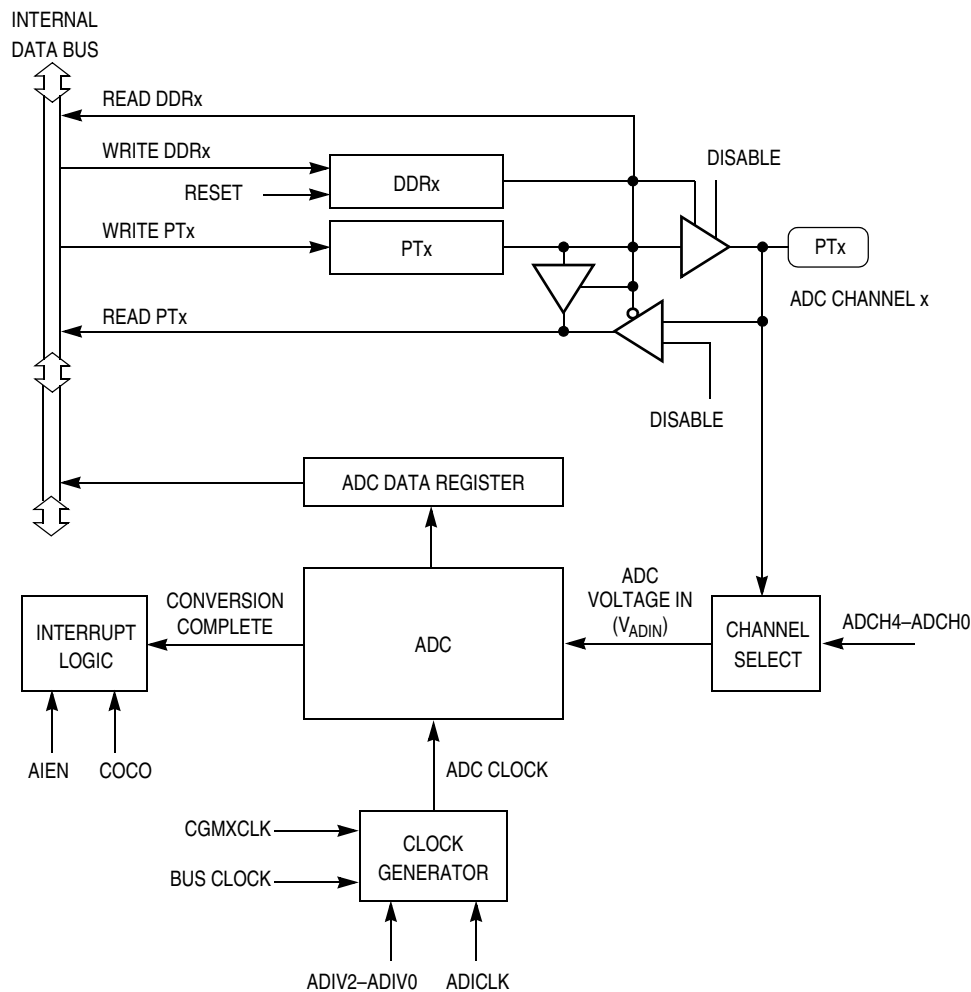 INTERNAL
DATA BUS
READ DDRx
WRITE DDRx
RESET
DDRx
DISABLE
WRITE PTx
PTx
PTx
ADC CHANNEL x
READ PTx
DISABLE
ADC DATA REGISTER
INTERRUPT
LOGIC
CONVERSION
COMPLETE
ADC
ADC
VOLTAGE IN
(VADIN)
CHANNEL
SELECT
ADCH4–ADCH0
AIEN
COCO
ADC CLOCK
CGMXCLK
BUS CLOCK
CLOCK
GENERATOR
ADIV2–ADIV0
ADICLK